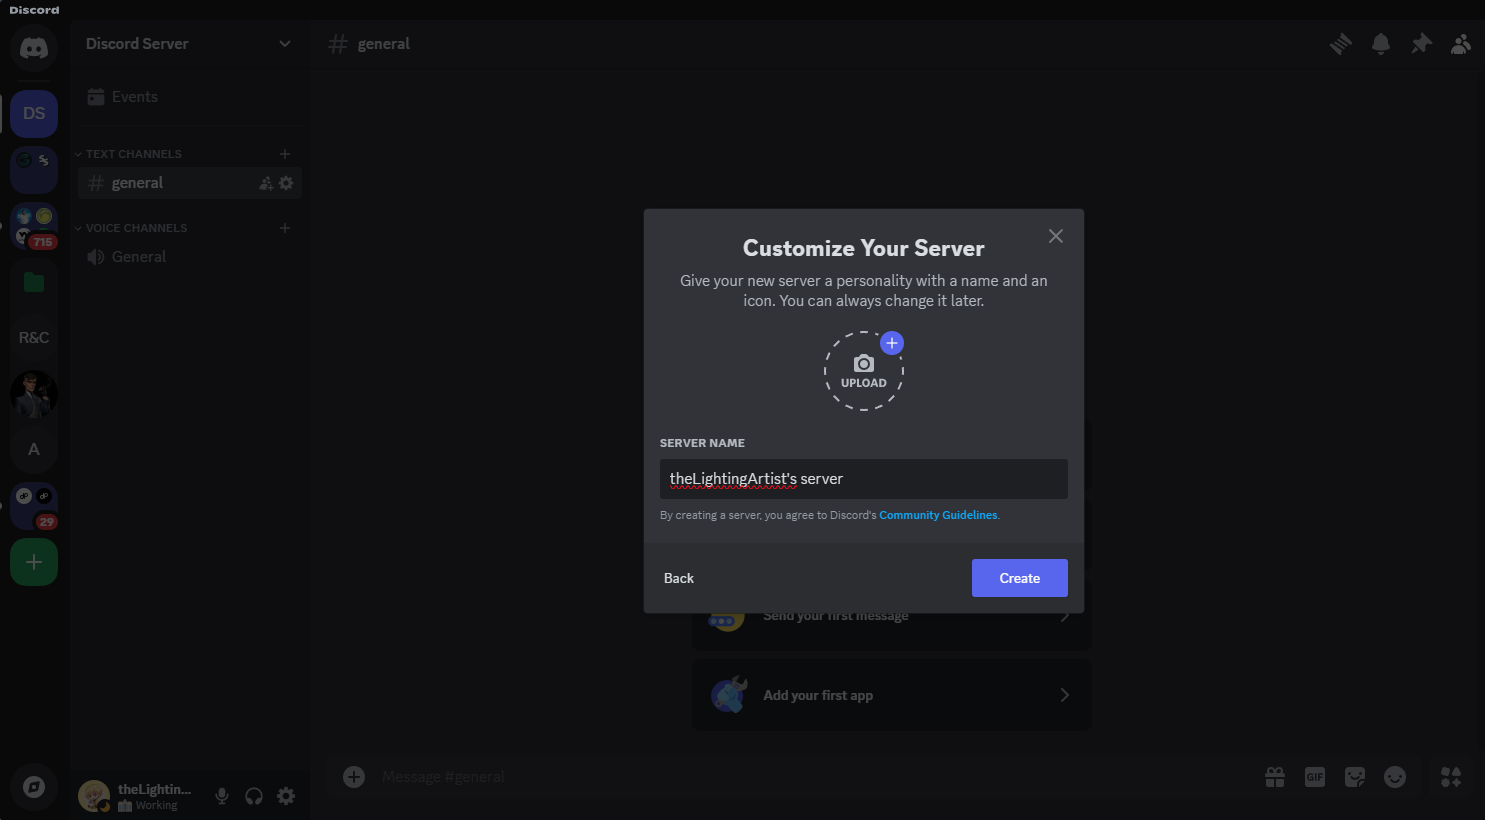 Discord
Discord Server
general
DS
Events
TEXT CHANNELS
general
715
VOICE CHANNELS
General
R&C
A
29
Customize Your Server
Give your new server a personality with a name and an
icon. You can always change it later.
UPLOAD
SERVER NAME
theLightingArtist's server
By creating a server, you agree to Discord's Community Guidelines.
Back
Create
Send your first message
Add your first app
Message #general
GIF
theLightin...
Working